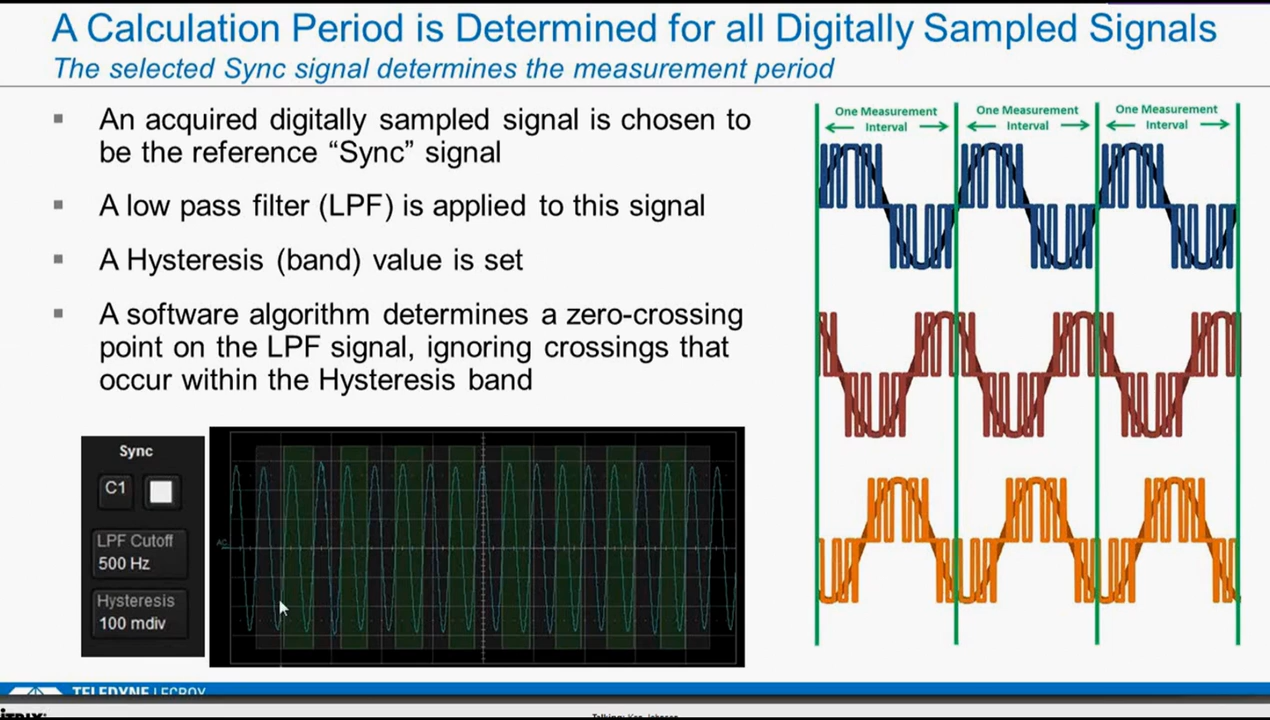 A Calculation Period is Determined for all Digitally Sampled Signals
The selected Sync signal determines the measurement period
An acquired digitally sampled signal is chosen to
be the reference “Sync” signal
A low pass filter (LPF) is applied to this signal
A Hysteresis (band) value is set
A software algorithm determines a zero-crossing
point on the LPF signal, ignoring crossings that
occur within the Hysteresis band
One Measurement
Interval
One Measurement
Interval
One Measurement
Interval
Sync
C1
LPF Cutoff
500 Hz
Hysteresis
100 mdiv
AC
TELEDYNE LECROY